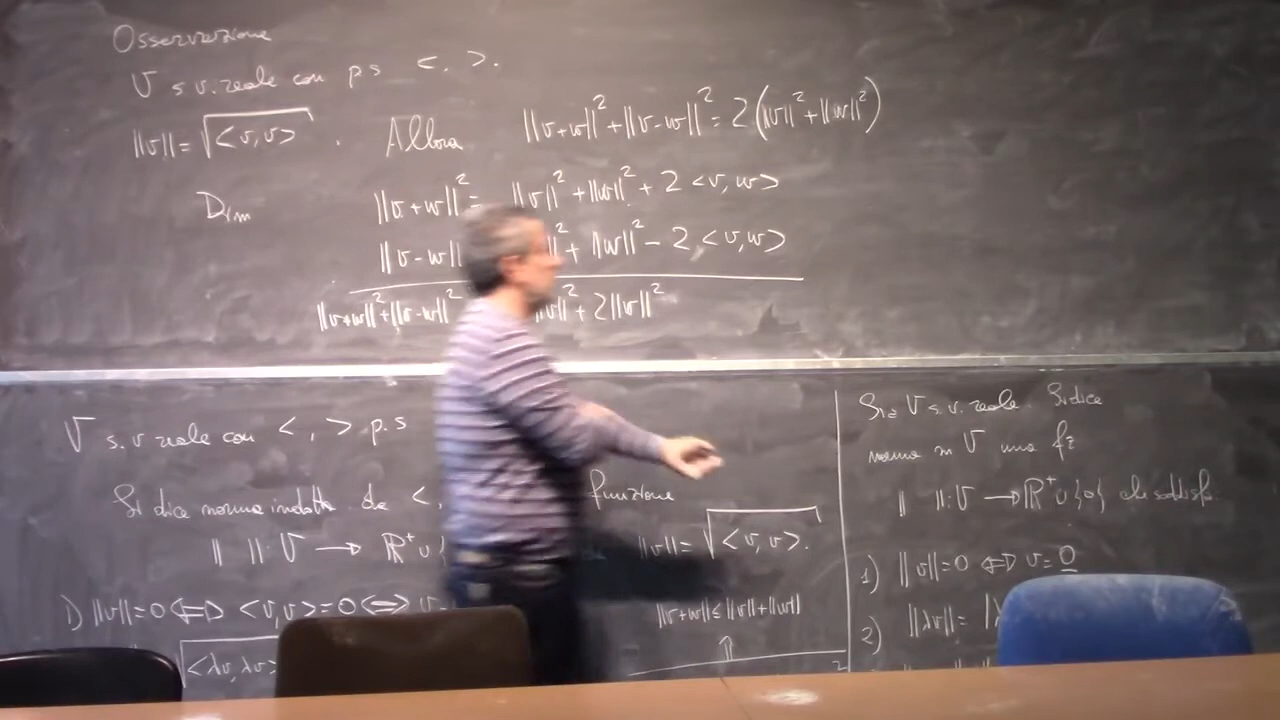 Osservazione
V s.v. reale con p.s <.,>.
||v|| = √<v,v> . Allora ||v+w||² + ||v-w||² = 2(||v||² + ||w||²)
Dim ||v+w||² = ||v||² + ||w||² + 2 <v,w>
||v-w|| ||² + ||w||² - 2 <v,w>
||v+w||² + ||v-w||² ||v||² + 2||w||²
V s.v reale con < , > p.s
Si dice norma indotta da < , funzione
|| ||: V → ℝ⁺ ∪ { ||v|| = √<v,v>.
1) ||v|| = 0 ⇔ <v,v> = 0 ⇔ v=
||v+w|| ≤ ||v|| + ||w||
⇑
√<λv, λv>
Sia V s.v. reale. Si dice
norma in V una fz
|| ||: V → ℝ⁺ ∪ {0} che soddisfa
1) ||v|| = 0 ⇔ v = 0
2) ||λv|| = |λ